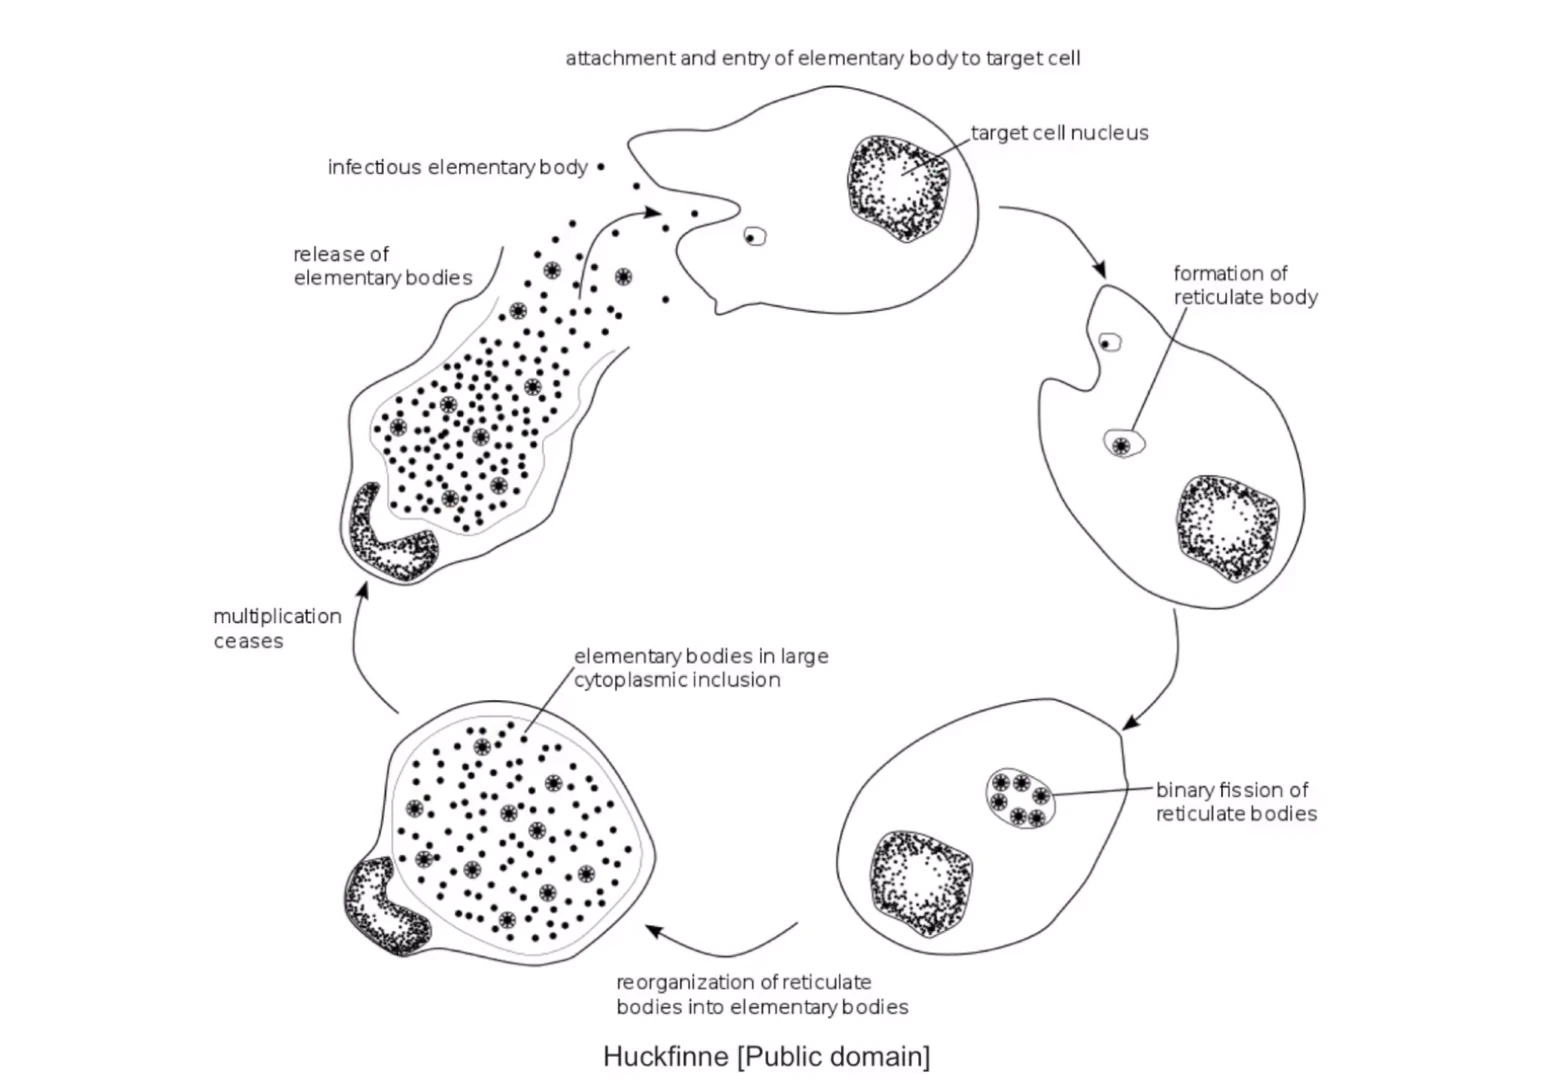 attachment and entry of elementary body to target cell
target cell nucleus
infectious elementary body
release of
elementary bodies
formation of
reticulate body
multiplication
ceases
elementary bodies in large
cytoplasmic inclusion
binary fission of
reticulate bodies
reorganization of reticulate
bodies into elementary bodies
Huckfinne [Public domain]